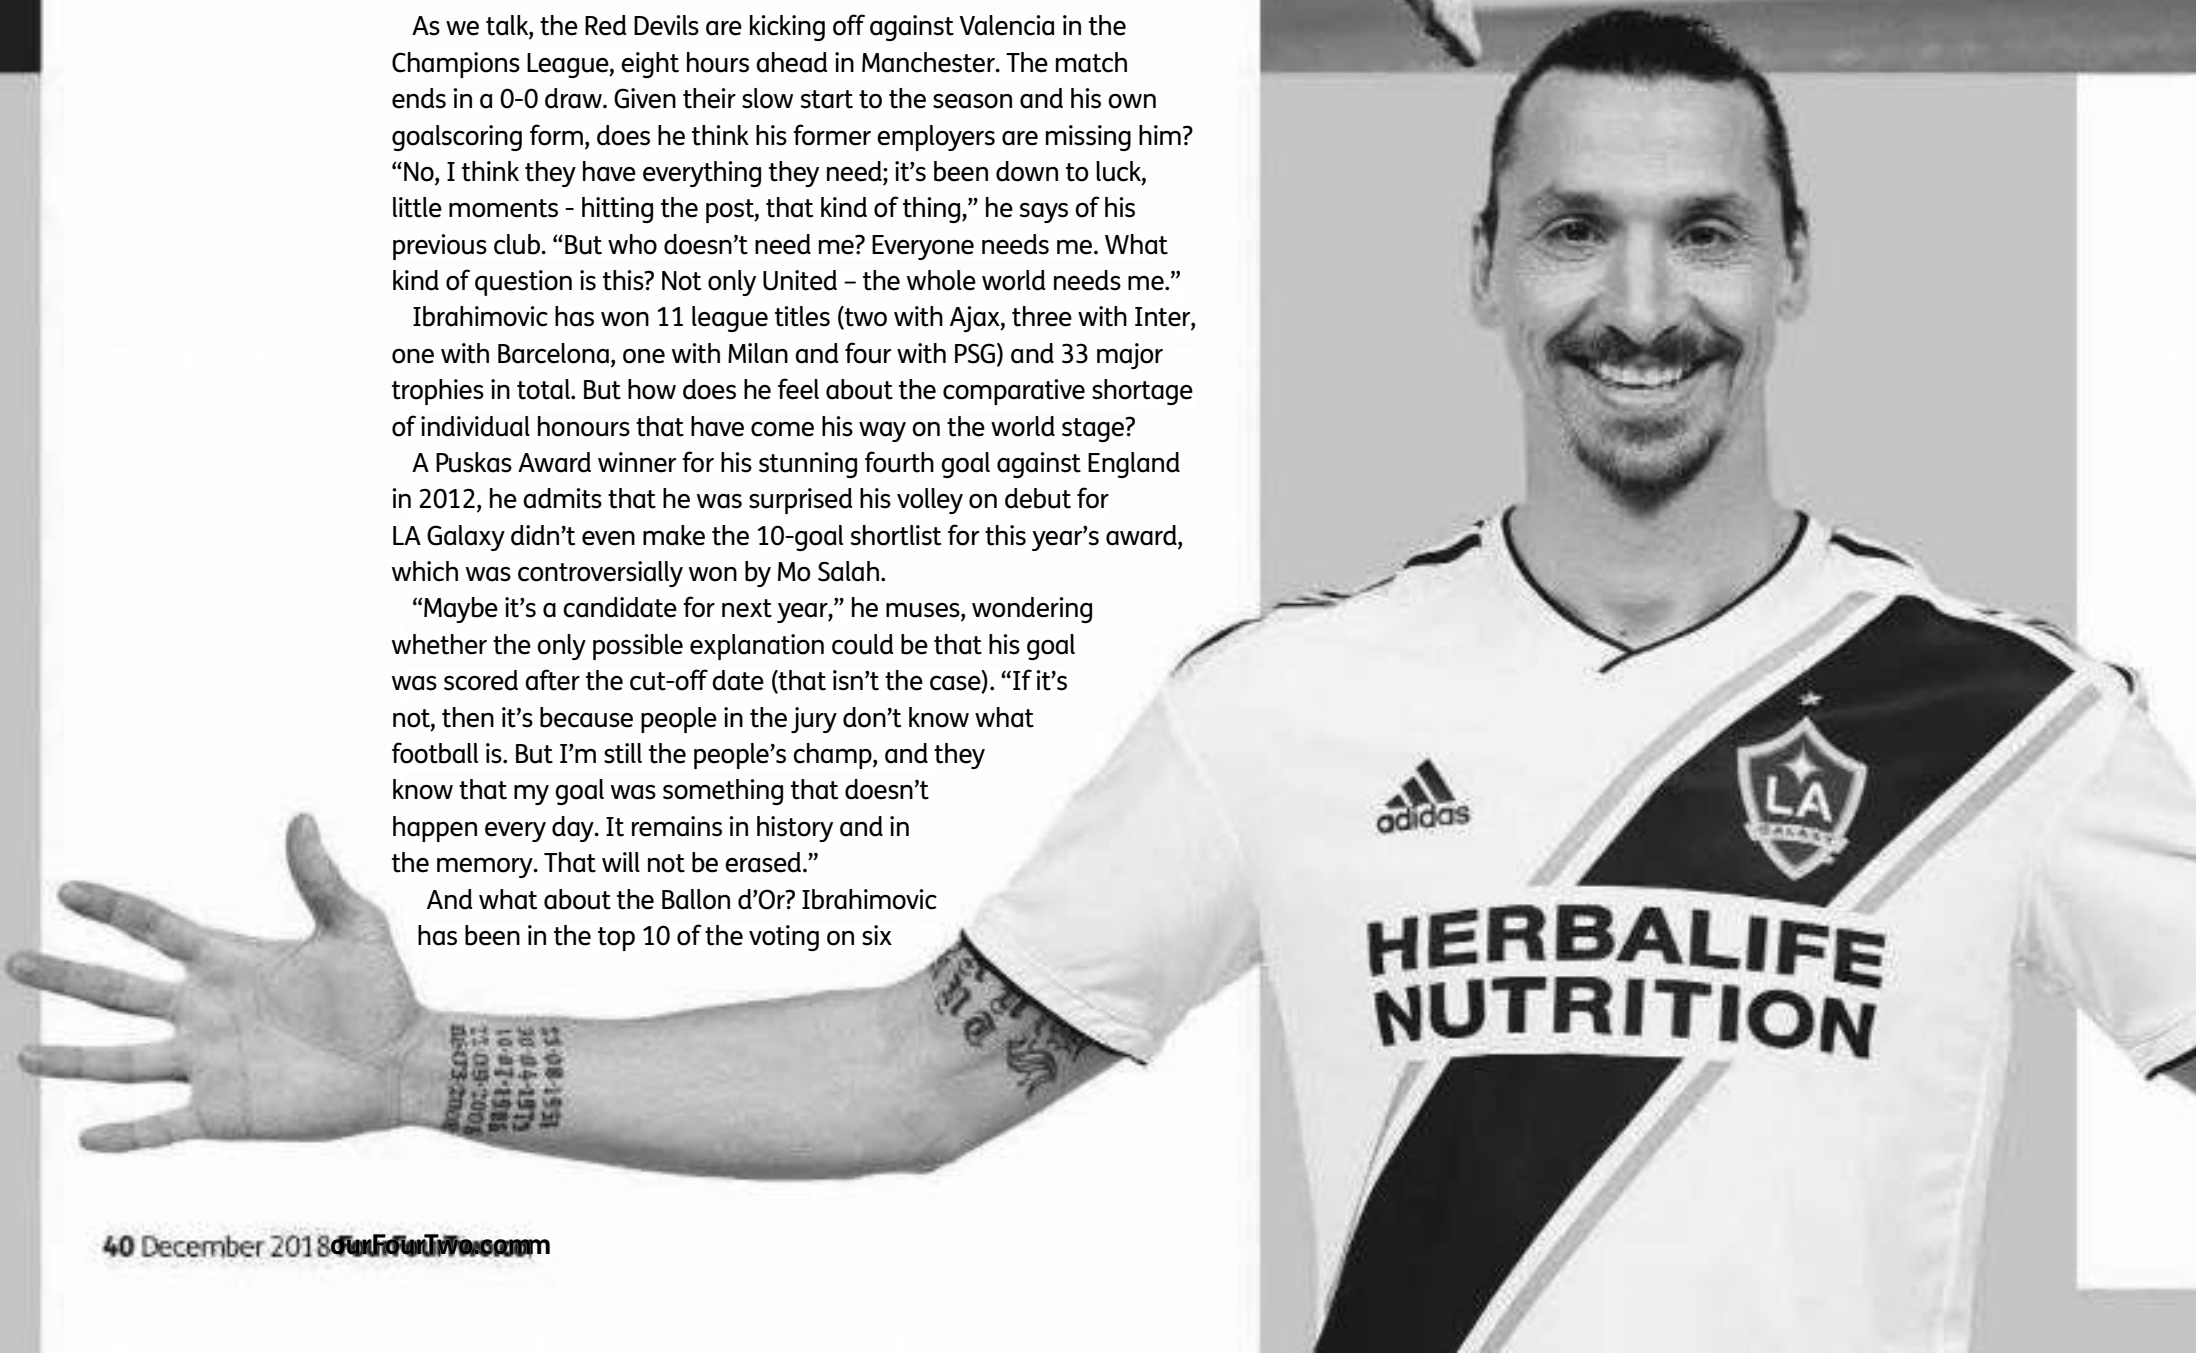 As we talk, the Red Devils are kicking off against Valencia in the
Champions League, eight hours ahead in Manchester. The match
ends in a 0-0 draw. Given their slow start to the season and his own
goalscoring form, does he think his former employers are missing him?
“No, I think they have everything they need; it’s been down to luck,
little moments - hitting the post, that kind of thing,” he says of his
previous club. “But who doesn’t need me? Everyone needs me. What
kind of question is this? Not only United – the whole world needs me.”
Ibrahimovic has won 11 league titles (two with Ajax, three with Inter,
one with Barcelona, one with Milan and four with PSG) and 33 major
trophies in total. But how does he feel about the comparative shortage
of individual honours that have come his way on the world stage?
A Puskas Award winner for his stunning fourth goal against England
in 2012, he admits that he was surprised his volley on debut for
LA Galaxy didn’t even make the 10-goal shortlist for this year’s award,
which was controversially won by Mo Salah.
“Maybe it’s a candidate for next year,” he muses, wondering
whether the only possible explanation could be that his goal
was scored after the cut-off date (that isn’t the case). “If it’s
not, then it’s because people in the jury don’t know what
football is. But I’m still the people’s champ, and they
know that my goal was something that doesn’t
happen every day. It remains in history and in
the memory. That will not be erased.”
And what about the Ballon d’Or? Ibrahimovic
has been in the top 10 of the voting on six
adidas
LA
GALAXY
HERBALIFE
NUTRITION
40 December 2018 ourFourTwo.comm